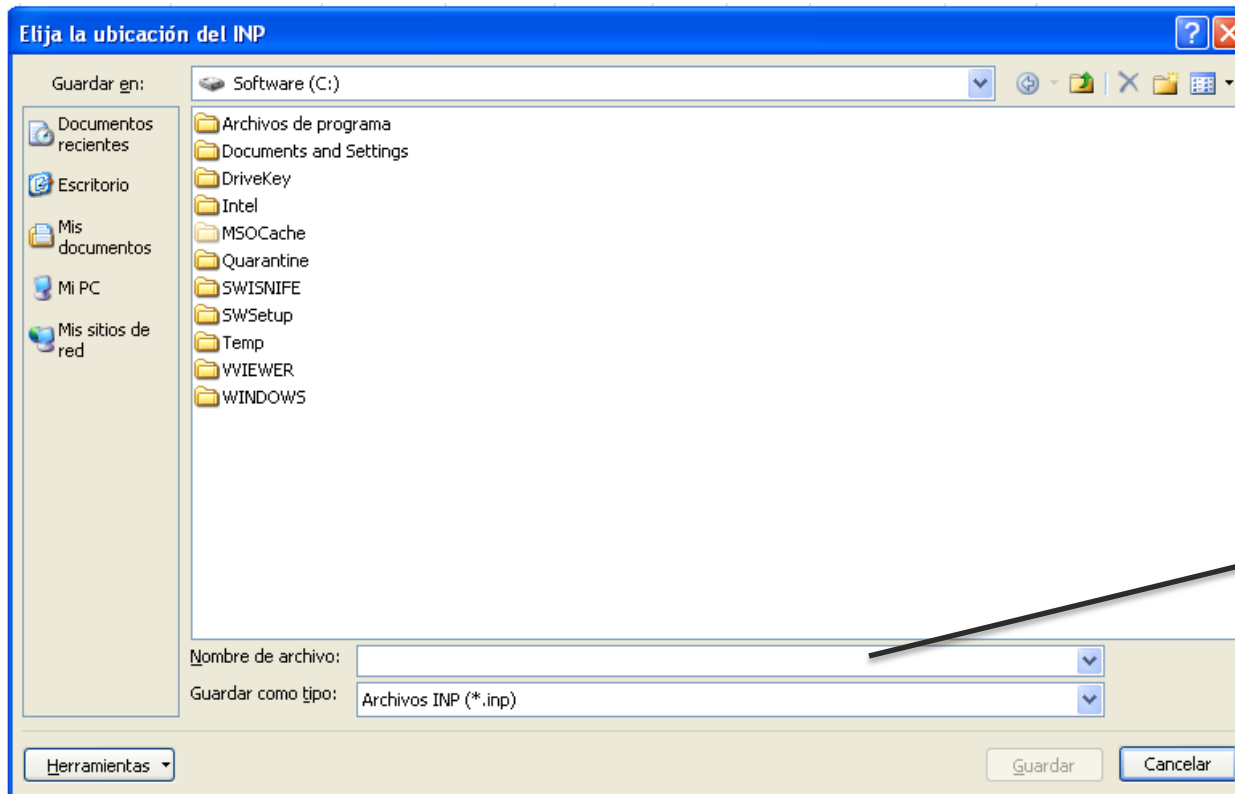 Elija la ubicación del INP
Guardar en:
Software (C:)
Documentos
recientes
Escritorio
Mis
documentos
Mi PC
Mis sitios de
red
Archivos de programa
Documents and Settings
DriveKey
Intel
MSOCache
Quarantine
SWISNIFE
SWSetup
Temp
VVIEWER
WINDOWS
Nombre de archivo:
Guardar como tipo:
Archivos INP (*.inp)
Herramientas
Guardar
Cancelar